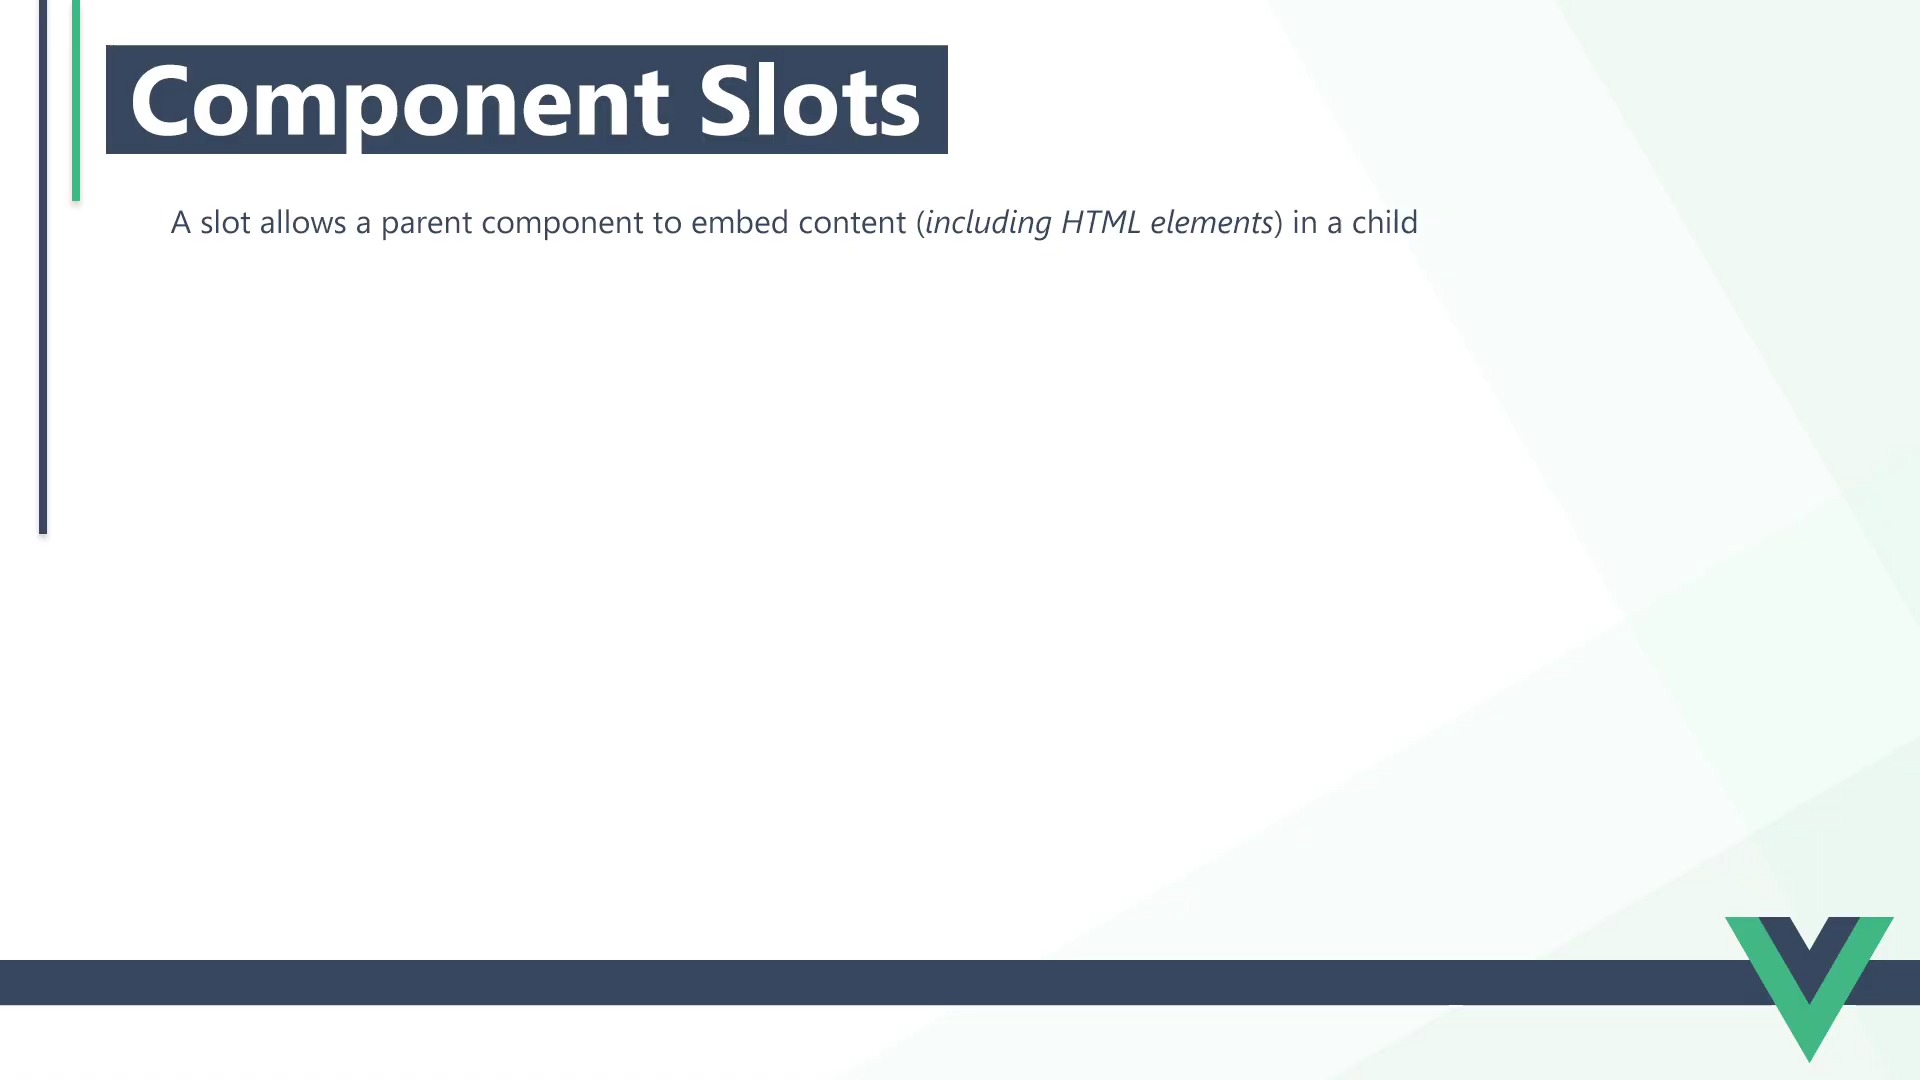 Component Slots
A slot allows a parent component to embed content (including HTML elements) in a child